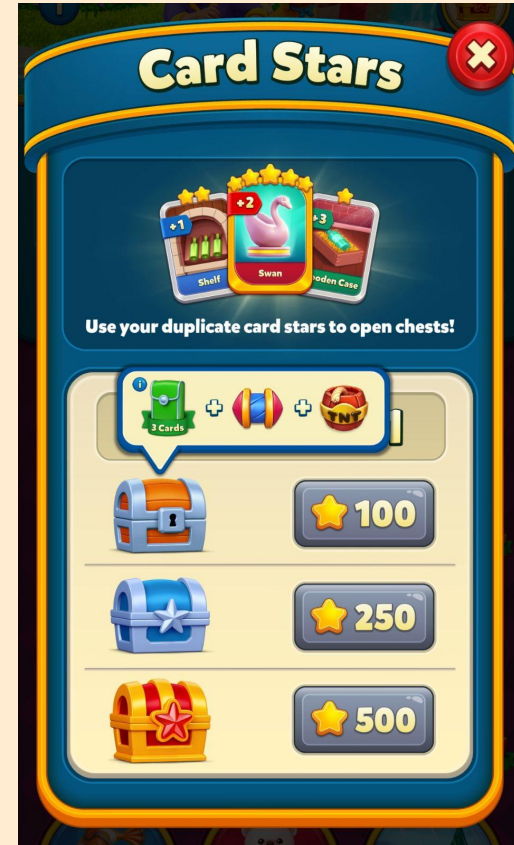 Card Stars
+1
+2
+3
Shelf
Swan
ooden Case
Use your duplicate card stars to open chests!
i
3 Cards
TNT
100
250
500